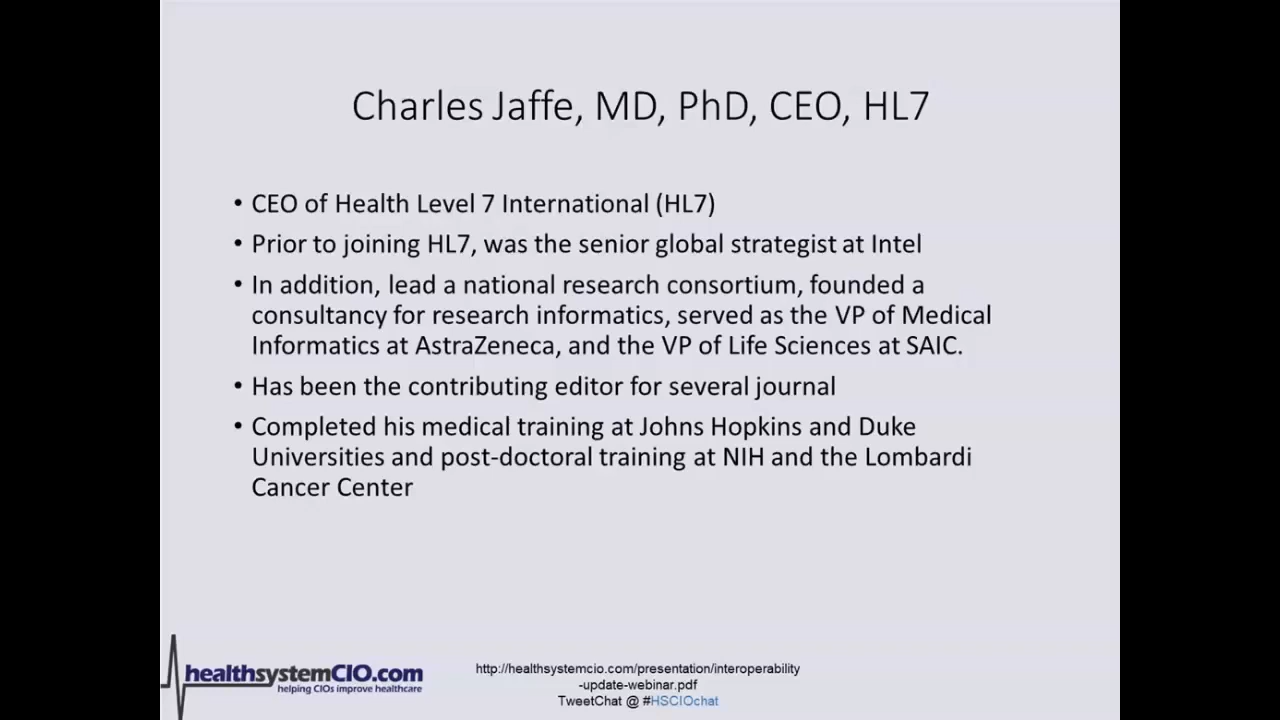 Charles Jaffe, MD, PhD, CEO, HL7
• CEO of Health Level 7 International (HL7)
• Prior to joining HL7, was the senior global strategist at Intel
• In addition, lead a national research consortium, founded a
consultancy for research informatics, served as the VP of Medical
Informatics at AstraZeneca, and the VP of Life Sciences at SAIC.
• Has been the contributing editor for several journal
• Completed his medical training at Johns Hopkins and Duke
Universities and post-doctoral training at NIH and the Lombardi
Cancer Center
healthsystemCIO.com
helping CIOs improve healthcare
http://healthsystemcio.com/presentation/interoperability
-update-webinar.pdf
TweetChat @ #HSCIOchat